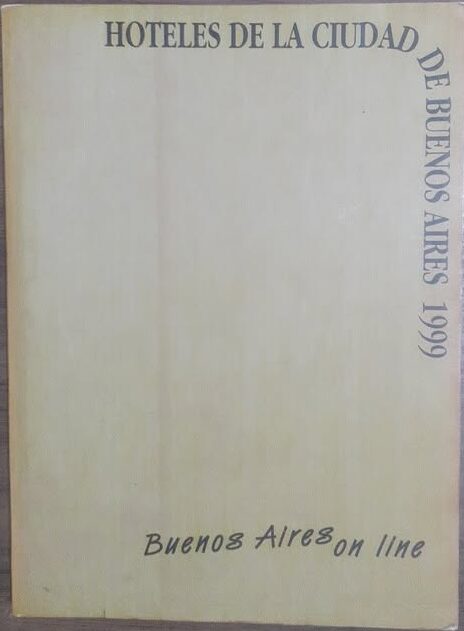 HOTELES DE LA CIUDAD DE BUENOS AIRES 1999
Buenos Aires on line